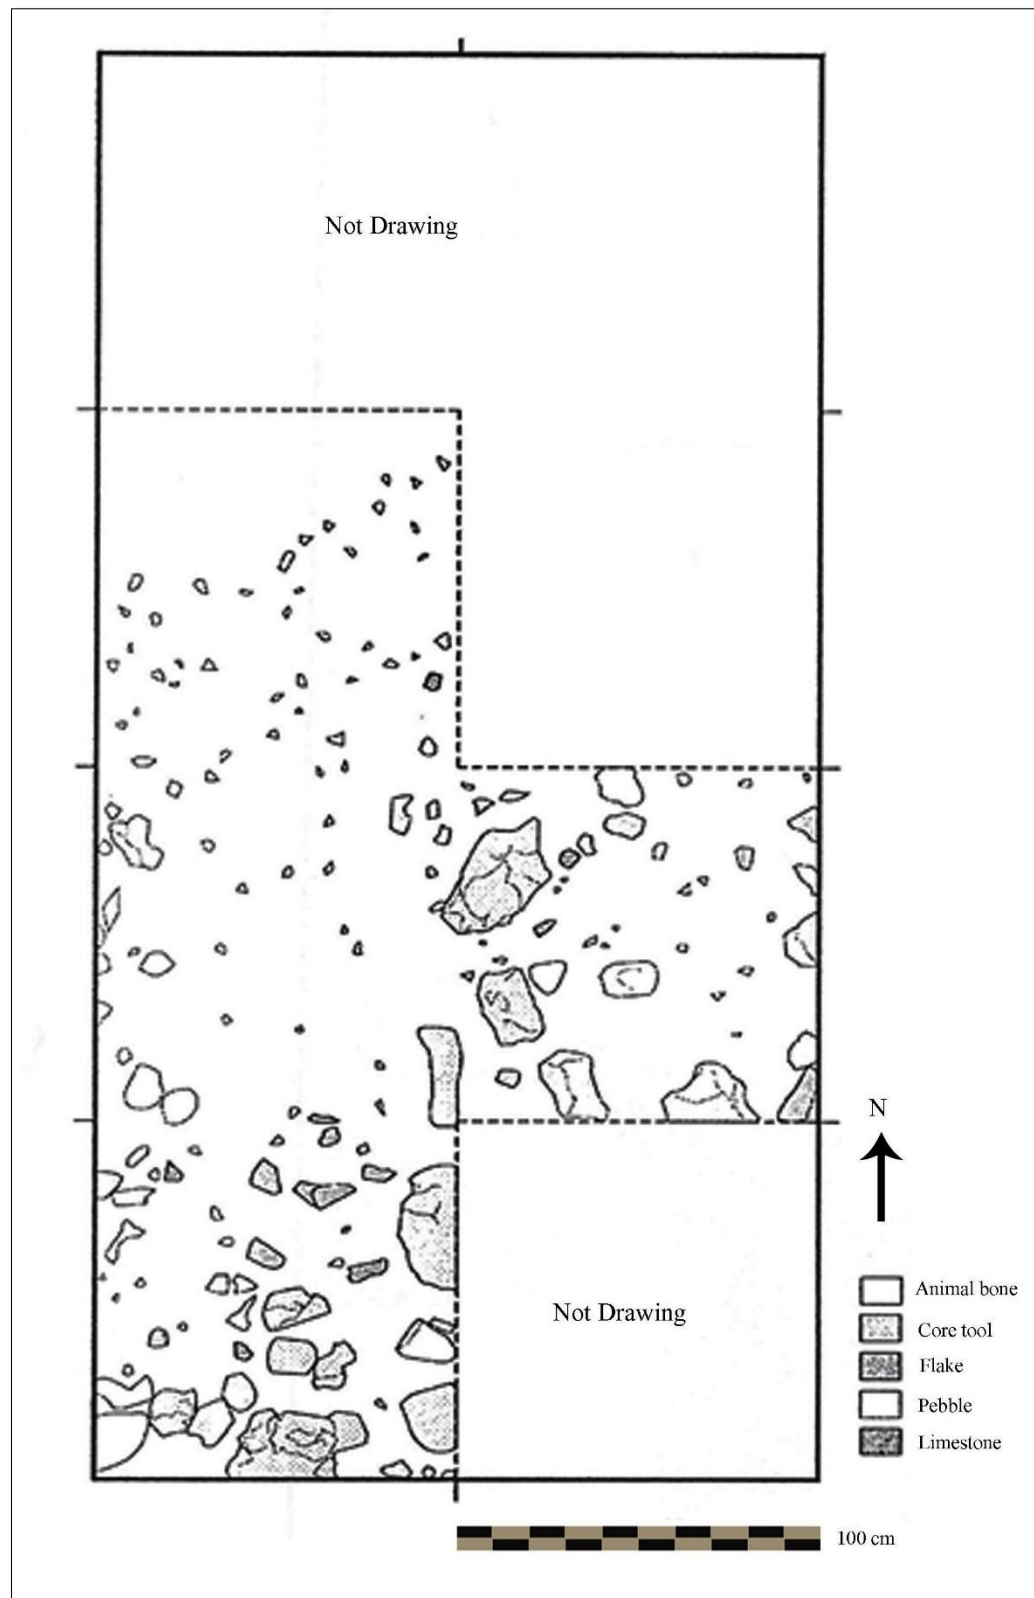 Not Drawing
N
Not Drawing
Animal bone
Core tool
Flake
Pebble
Limestone
100 cm